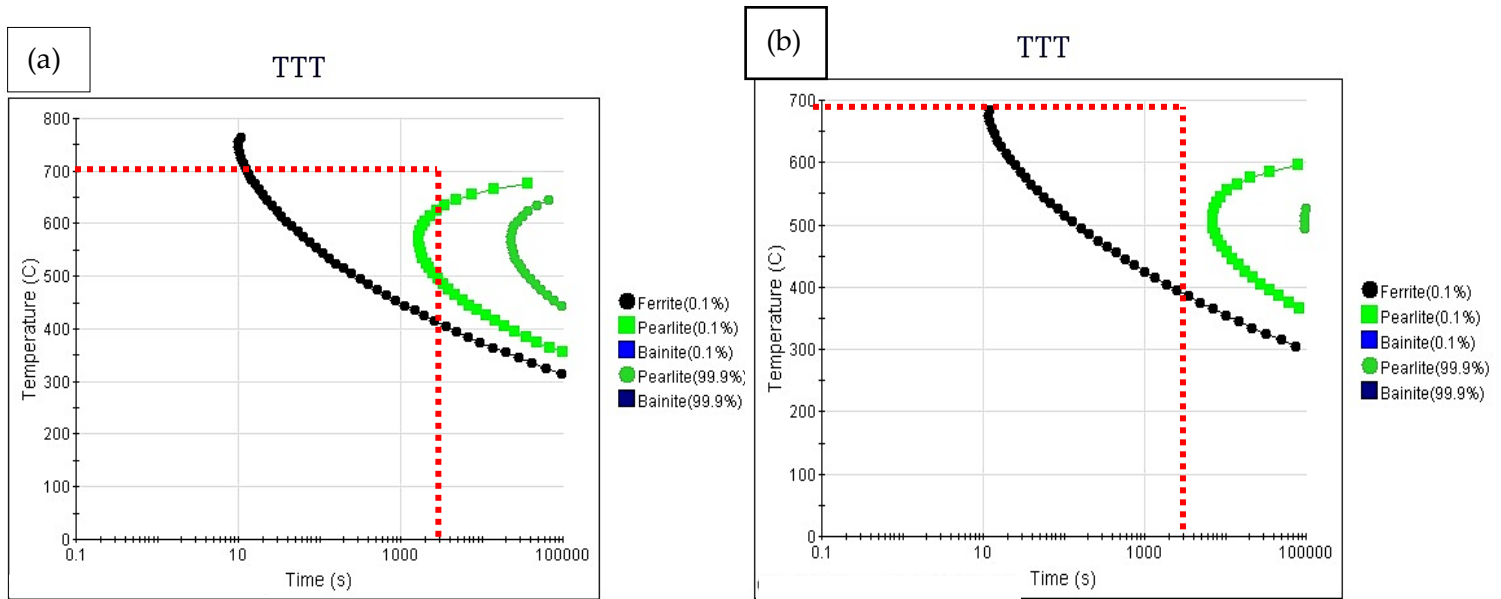 (a)
TTT
800
700
600
500
400
300
200
100
0
Temperature (C)
0.1
10
1000
100000
Time (s)
Ferrite(0.1%)
Pearlite(0.1%)
Bainite(0.1%)
Pearlite(99.9%)
Bainite(99.9%)
(b)
TTT
700
600
500
400
300
200
100
0
Temperature (C)
0.1
10
1000
100000
Time (s)
Ferrite(0.1%)
Pearlite(0.1%)
Bainite(0.1%)
Pearlite(99.9%)
Bainite(99.9%)